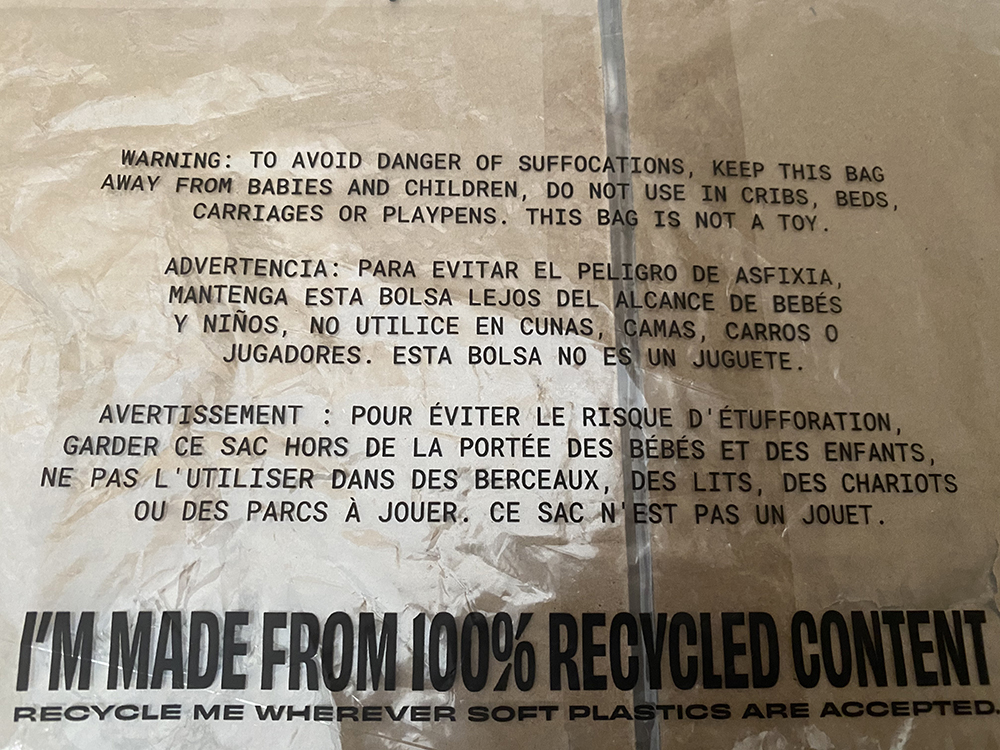 WARNING: TO AVOID DANGER OF SUFFOCATIONS, KEEP THIS BAG
AWAY FROM BABIES AND CHILDREN, DO NOT USE IN CRIBS, BEDS,
CARRIAGES OR PLAYPENS. THIS BAG IS NOT A TOY.
ADVERTENCIA: PARA EVITAR EL PELIGRO DE ASFIXIA,
MANTENGA ESTA BOLSA LEJOS DEL ALCANCE DE BEBÉS
Y NIÑOS, NO UTILICE EN CUNAS, CAMAS, CARROS O
JUGADORES. ESTA BOLSA NO ES UN JUGUETE.
AVERTISSEMENT : POUR ÉVITER LE RISQUE D'ÉTUFFORATION,
GARDER CE SAC HORS DE LA PORTÉE DES BÉBÉS ET DES ENFANTS,
NE PAS L'UTILISER DANS DES BERCEAUX, DES LITS, DES CHARIOTS
OU DES PARCS À JOUER. CE SAC N'EST PAS UN JOUET.
I'M MADE FROM 100% RECYCLED CONTENT
RECYCLE ME WHEREVER SOFT PLASTICS ARE ACCEPTED.